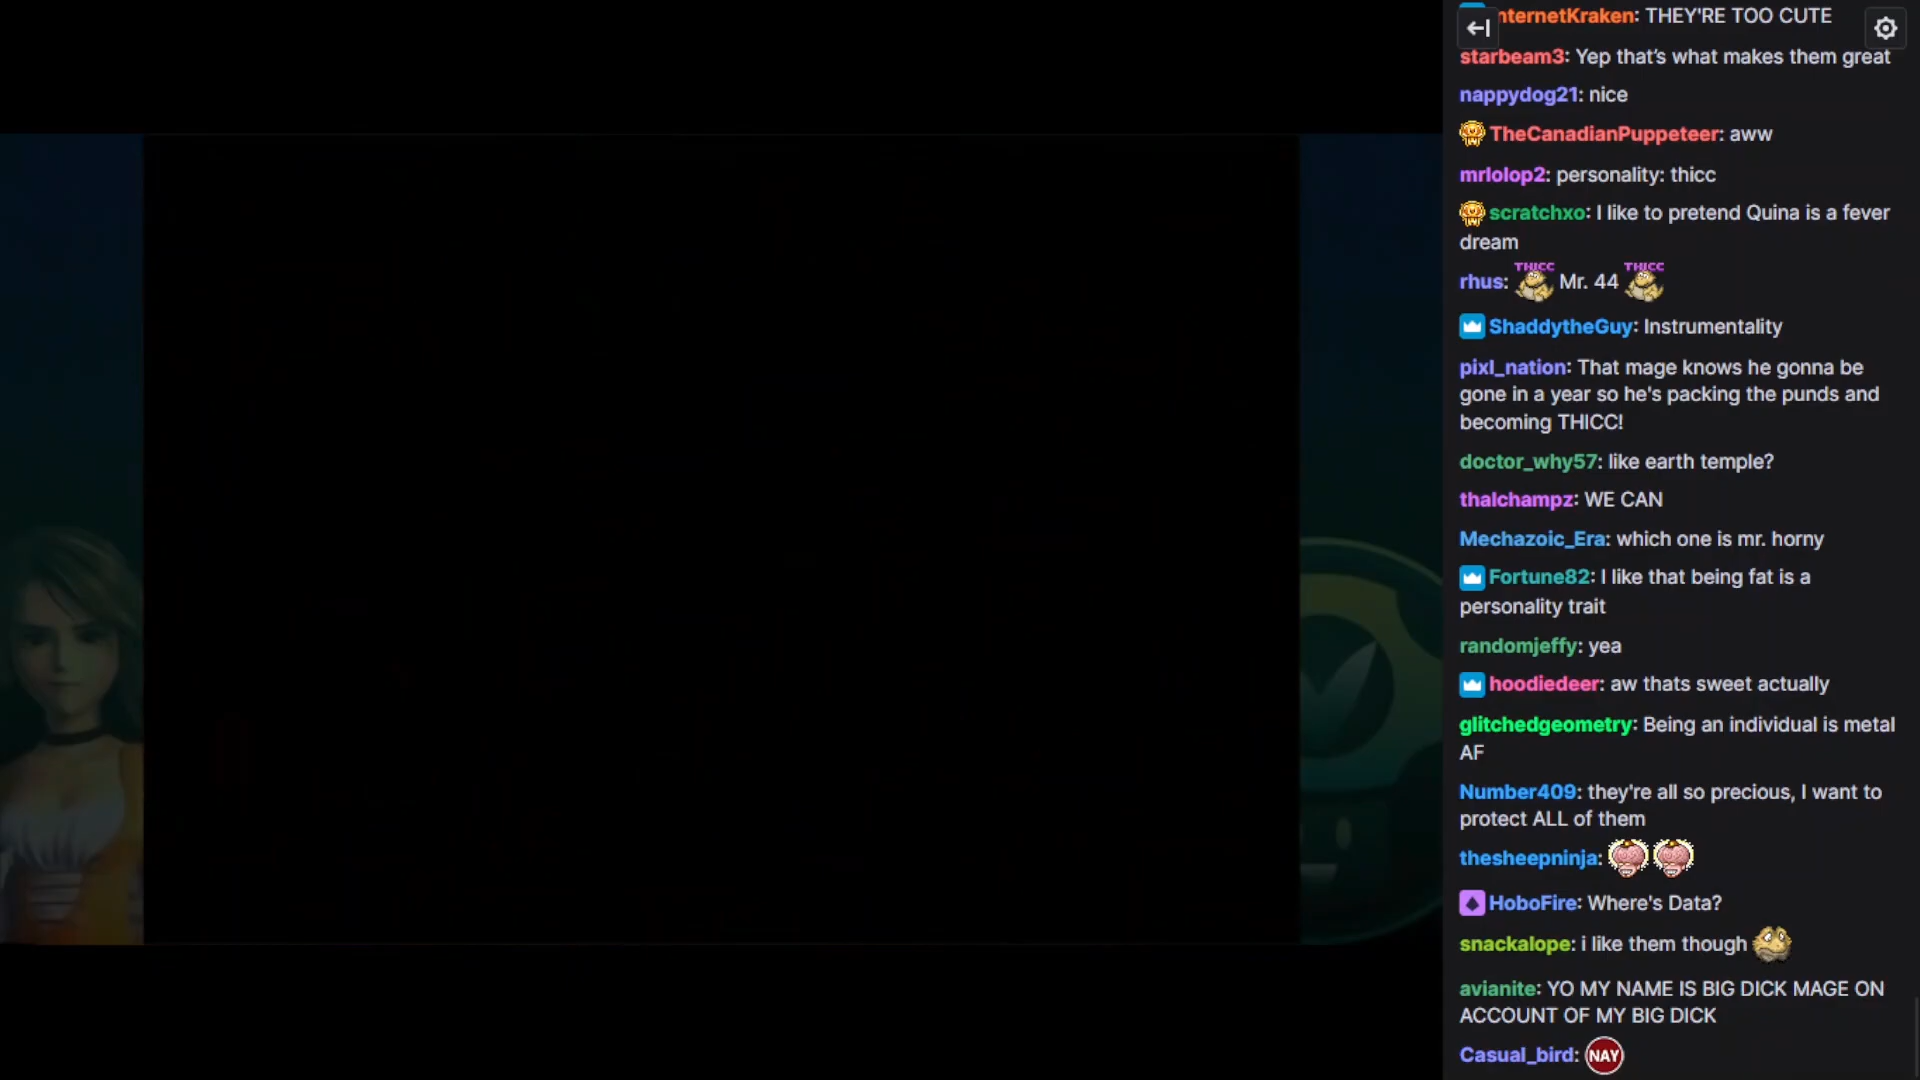 nternetKraken: THEY'RE TOO CUTE
starbeam3: Yep that’s what makes them great
nappydog21: nice
TheCanadianPuppeteer: aww
mrlolop2: personality: thicc
scratchxo: I like to pretend Quina is a fever
dream
THICC THICC
rhus: Mr. 44
ShaddytheGuy: Instrumentality
pixl_nation: That mage knows he gonna be
gone in a year so he's packing the punds and
becoming THICC!
doctor_why57: like earth temple?
thalchampz: WE CAN
Mechazoic_Era: which one is mr. horny
Fortune82: I like that being fat is a
personality trait
randomjeffy: yea
hoodiedeer: aw thats sweet actually
glitchedgeometry: Being an individual is metal
AF
Number409: they're all so precious, I want to
protect ALL of them
thesheepninja:
HoboFire: Where's Data?
snackalope: i like them though
avianite: YO MY NAME IS BIG DICK MAGE ON
ACCOUNT OF MY BIG DICK
Casual_bird: NAY